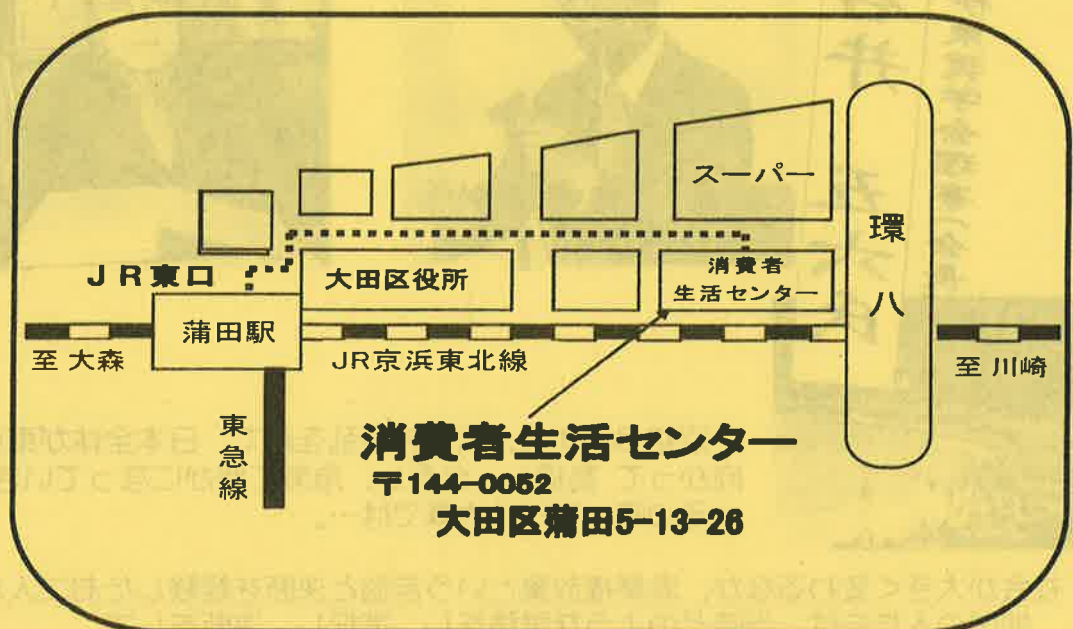 スーパー
環
八
JR東口
大田区役所
消費者
生活センター
蒲田駅
至 大森
JR京浜東北線
至 川崎
東
急
線
消費者生活センター
〒144-0052
大田区蒲田5-13-26